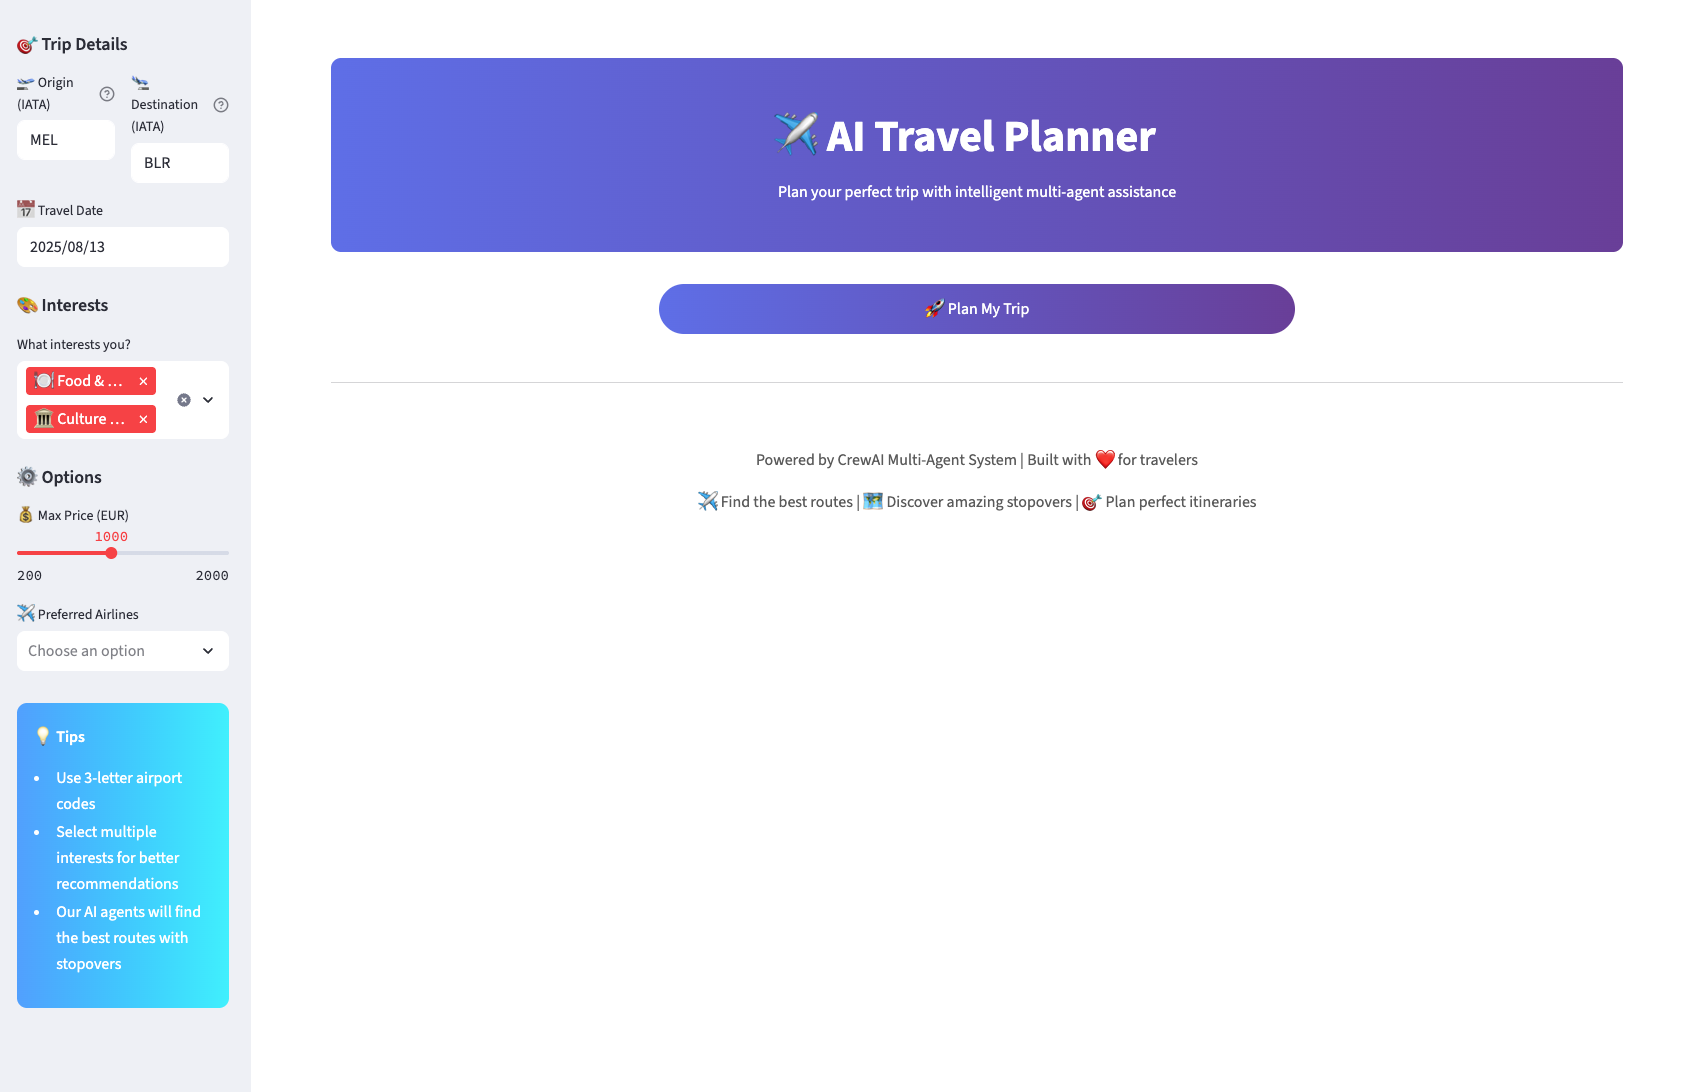 🎯 Trip Details
🛫 Origin
(IATA)
MEL
🛬
Destination
(IATA)
BLR
📅 Travel Date
2025/08/13
🎨 Interests
What interests you?
🍽️ Food & ...
🏛️ Culture ...
⚙️ Options
💰 Max Price (EUR)
1000
200 2000
✈️ Preferred Airlines
Choose an option
💡 Tips
• Use 3-letter airport
codes
• Select multiple
interests for better
recommendations
• Our AI agents will find
the best routes with
stopovers
✈️ AI Travel Planner
Plan your perfect trip with intelligent multi-agent assistance
🚀 Plan My Trip
Powered by CrewAI Multi-Agent System | Built with ❤️ for travelers
✈️ Find the best routes | 🗺️ Discover amazing stopovers | 🎯 Plan perfect itineraries